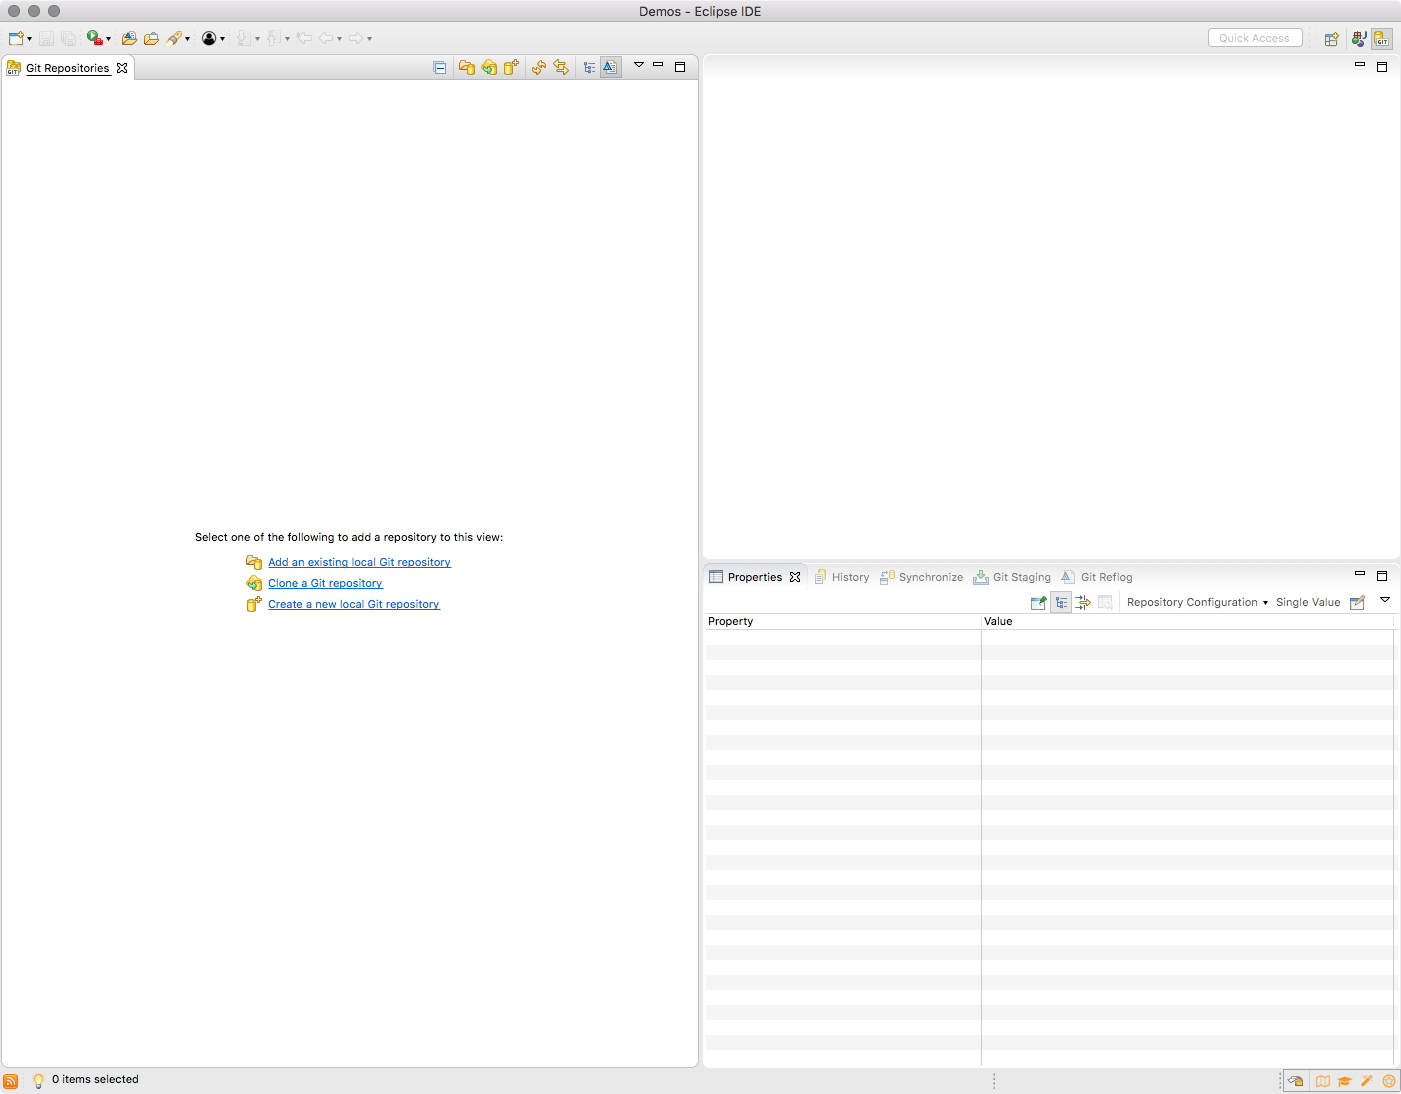 Demos - Eclipse IDE
Quick Access
Git Repositories
Select one of the following to add a repository to this view:
Add an existing local Git repository
Clone a Git repository
Create a new local Git repository
Properties History Synchronize Git Staging Git Reflog
Repository Configuration Single Value
Property Value
0 items selected